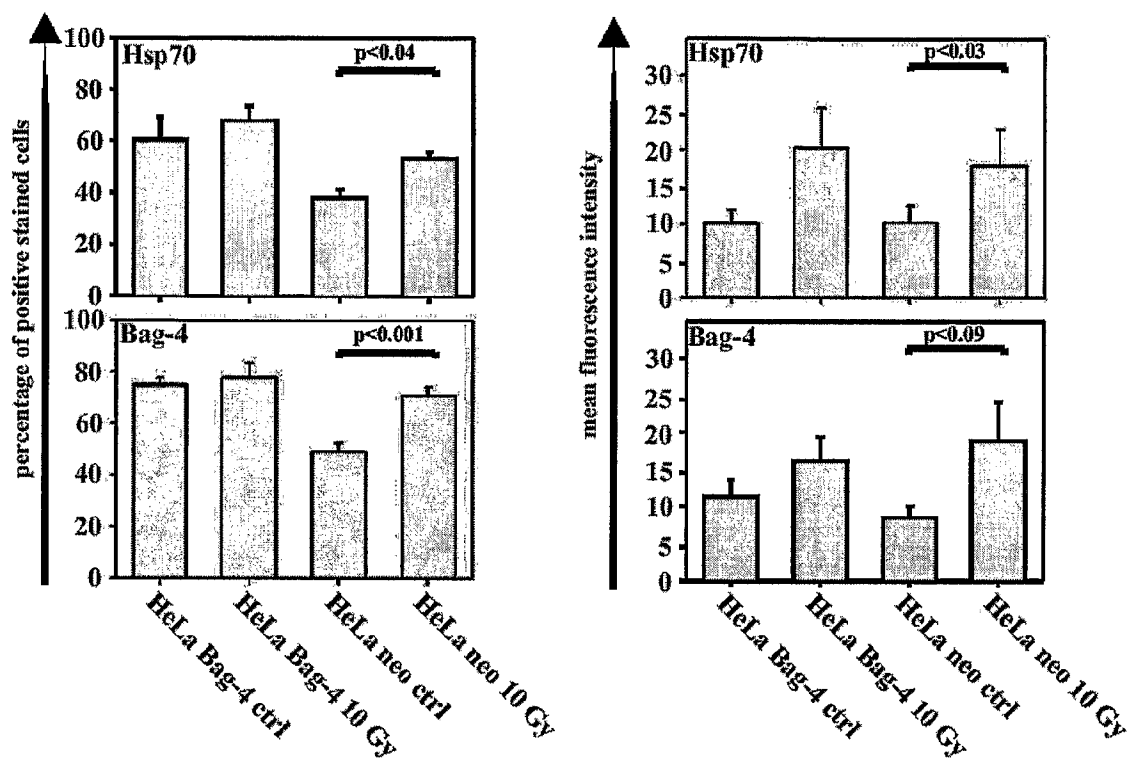 percentage of positive stained cells
100
80
60
40
20
0
Hsp70
p<0.04
100
80
60
40
20
0
Bag-4
p<0.001
HeLa Bag-4 ctrl
HeLa Bag-4 10 Gy
HeLa neo ctrl
HeLa neo 10 Gy
mean fluorescence intensity
30
25
20
15
10
5
0
Hsp70
p<0.03
30
25
20
15
10
5
0
Bag-4
p<0.09
HeLa Bag-4 ctrl
HeLa Bag-4 10 Gy
HeLa neo ctrl
HeLa neo 10 Gy